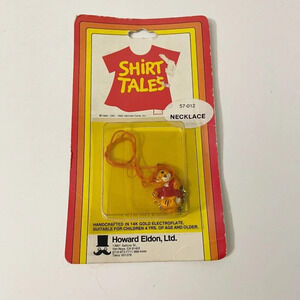 SHIRT
TALES
57-012
NECKLACE
HANDCRAFTED IN 14K GOLD ELECTROPLATE.
SUITABLE FOR CHILDREN 4 YRS. OF AGE AND OLDER.
Howard Eldon, Ltd.